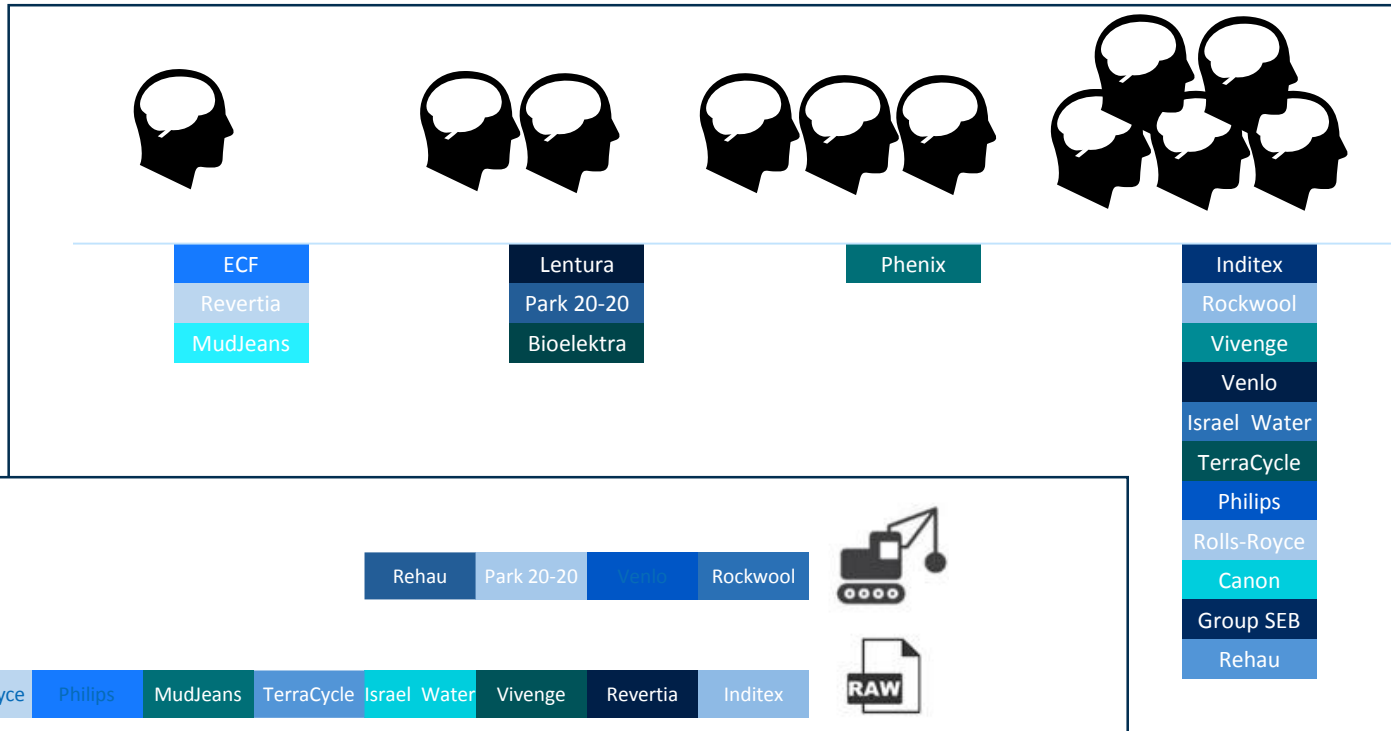 ECF
Revertia
MudJeans
Lentura
Park 20-20
Bioelektra
Phenix
Inditex
Rockwool
Vivenge
Venlo
Israel Water
TerraCycle
Philips
Rolls-Royce
Canon
Group SEB
Rehau
Rehau Park 20-20 Venlo Rockwool
yce Philips MudJeans TerraCycle Israel Water Vivenge Revertia Inditex RAW